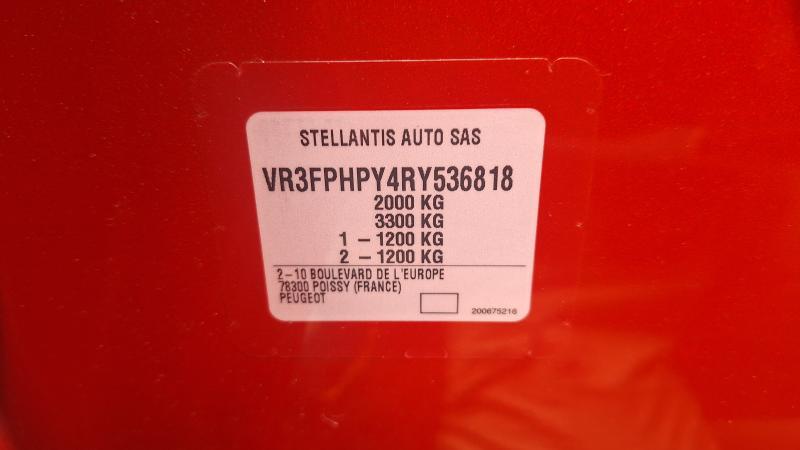 STELLANTIS AUTO SAS
VR3FPHPY4RY536818
2000 KG
3300 KG
1 – 1200 KG
2 – 1200 KG
2–10 BOULEVARD DE L'EUROPE
78300 POISSY (FRANCE)
PEUGEOT
200675216